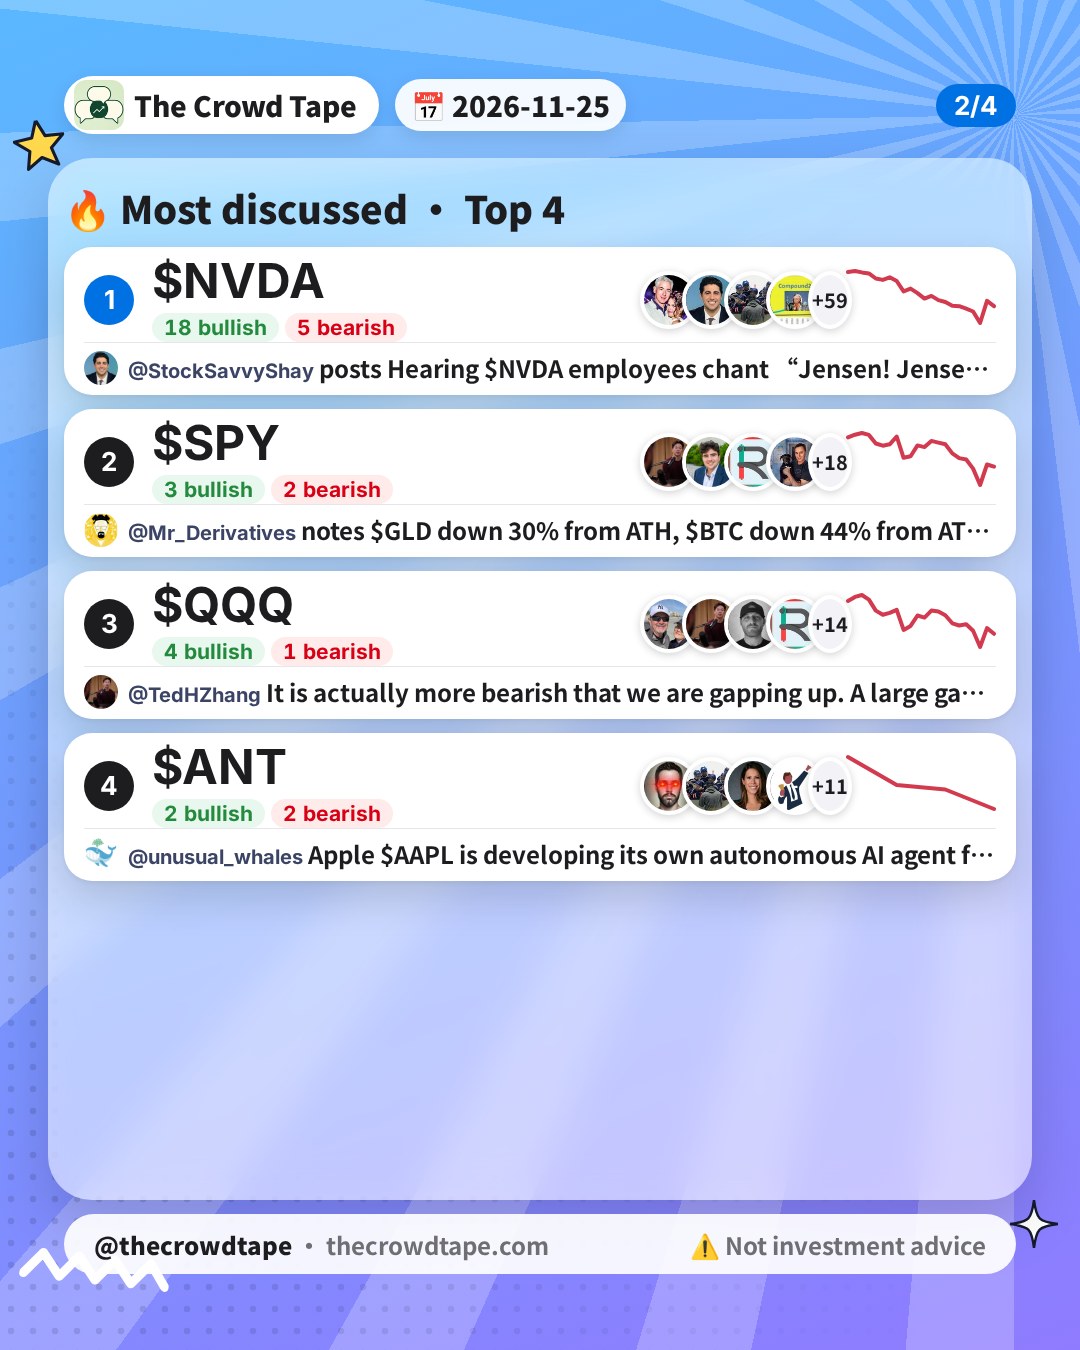 The Crowd Tape
📅 2026-11-25
2/4
🔥 Most discussed • Top 4
1 $NVDA
18 bullish 5 bearish
+59
@StockSavvyShay posts Hearing $NVDA employees chant “Jensen! Jense···
2 $SPY
3 bullish 2 bearish
+18
@Mr_Derivatives notes $GLD down 30% from ATH, $BTC down 44% from AT···
3 $QQQ
4 bullish 1 bearish
+14
@TedHZhang It is actually more bearish that we are gapping up. A large ga···
4 $ANT
2 bullish 2 bearish
+11
@unusual_whales Apple $AAPL is developing its own autonomous AI agent f···
@thecrowdtape • thecrowdtape.com
⚠️ Not investment advice